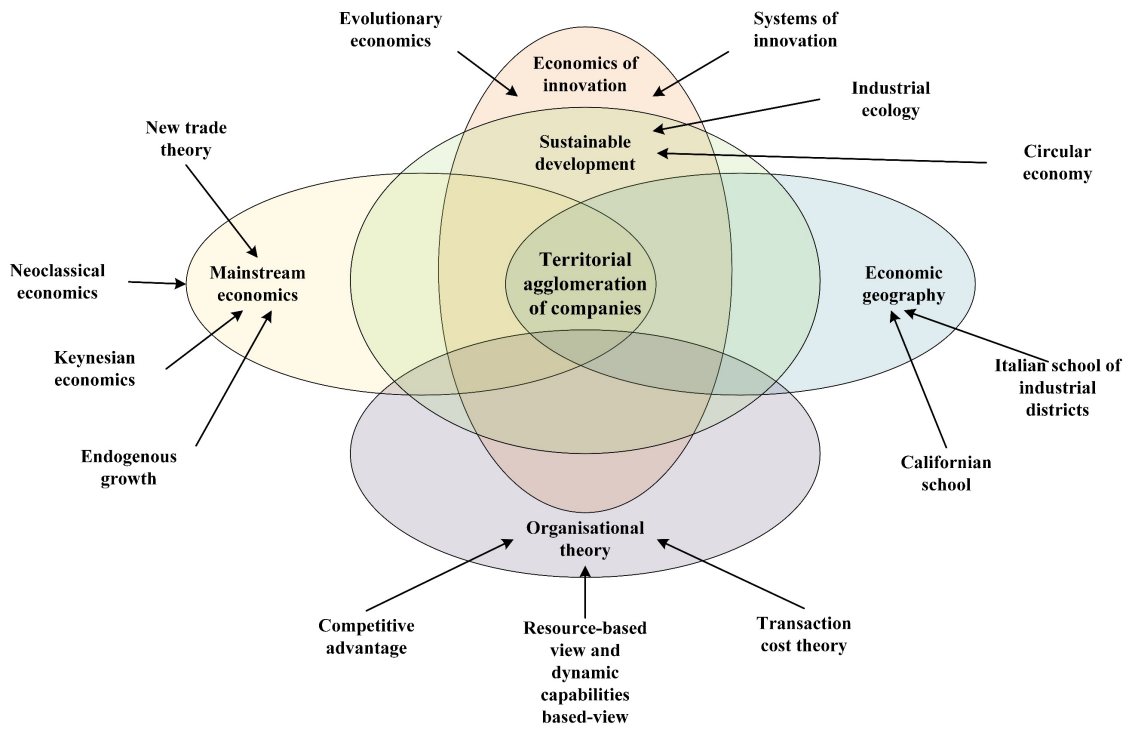 Evolutionary
economics
Systems of
innovation
Economics of
innovation
Industrial
ecology
New trade
theory
Sustainable
development
Circular
economy
Neoclassical
economics
Mainstream
economics
Territorial
agglomeration
of companies
Economic
geography
Keynesian
economics
Italian school of
industrial
districts
Endogenous
growth
Californian
school
Organisational
theory
Competitive
advantage
Resource-based
view and
dynamic
capabilities
based-view
Transaction
cost theory